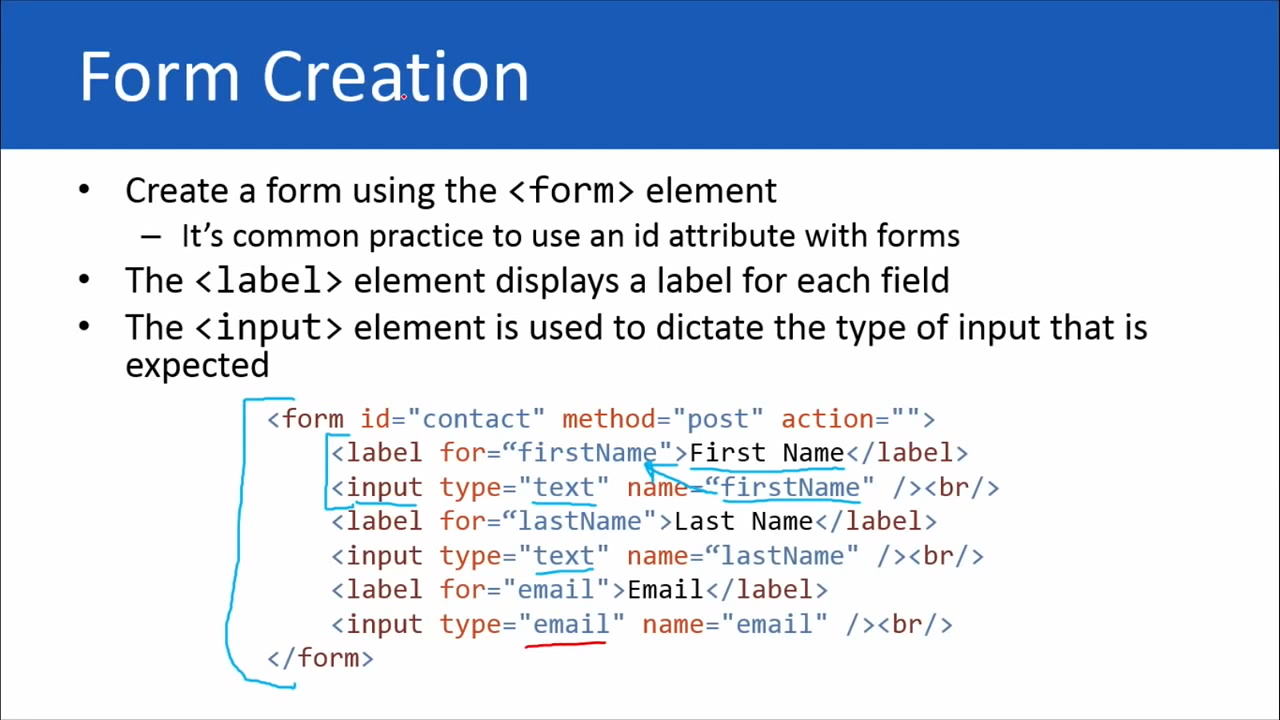 Form Creation
• Create a form using the <form> element
– It’s common practice to use an id attribute with forms
• The <label> element displays a label for each field
• The <input> element is used to dictate the type of input that is
expected
<form id="contact" method="post" action="">
<label for=“firstName">First Name</label>
<input type="text" name=“firstName" /><br/>
<label for=“lastName">Last Name</label>
<input type="text" name=“lastName" /><br/>
<label for="email">Email</label>
<input type="email" name="email" /><br/>
</form>